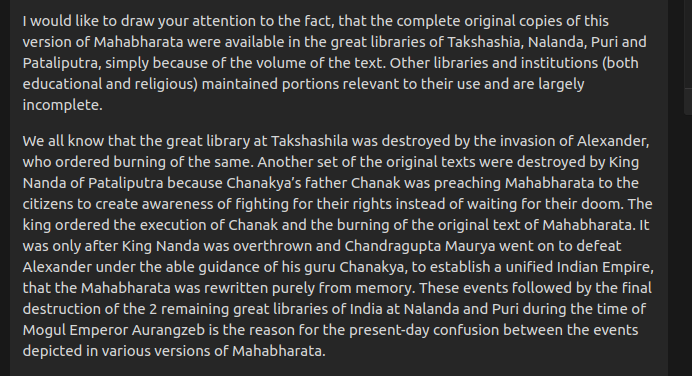 I would like to draw your attention to the fact, that the complete original copies of this
version of Mahabharata were available in the great libraries of Takshashia, Nalanda, Puri and
Pataliputra, simply because of the volume of the text. Other libraries and institutions (both
educational and religious) maintained portions relevant to their use and are largely
incomplete.
We all know that the great library at Takshashila was destroyed by the invasion of Alexander,
who ordered burning of the same. Another set of the original texts were destroyed by King
Nanda of Pataliputra because Chanakya's father Chanak was preaching Mahabharata to the
citizens to create awareness of fighting for their rights instead of waiting for their doom. The
king ordered the execution of Chanak and the burning of the original text of Mahabharata. It
was only after King Nanda was overthrown and Chandragupta Maurya went on to defeat
Alexander under the able guidance of his guru Chanakya, to establish a unified Indian Empire,
that the Mahabharata was rewritten purely from memory. These events followed by the final
destruction of the 2 remaining great libraries of India at Nalanda and Puri during the time of
Mogul Emperor Aurangzeb is the reason for the present-day confusion between the events
depicted in various versions of Mahabharata.